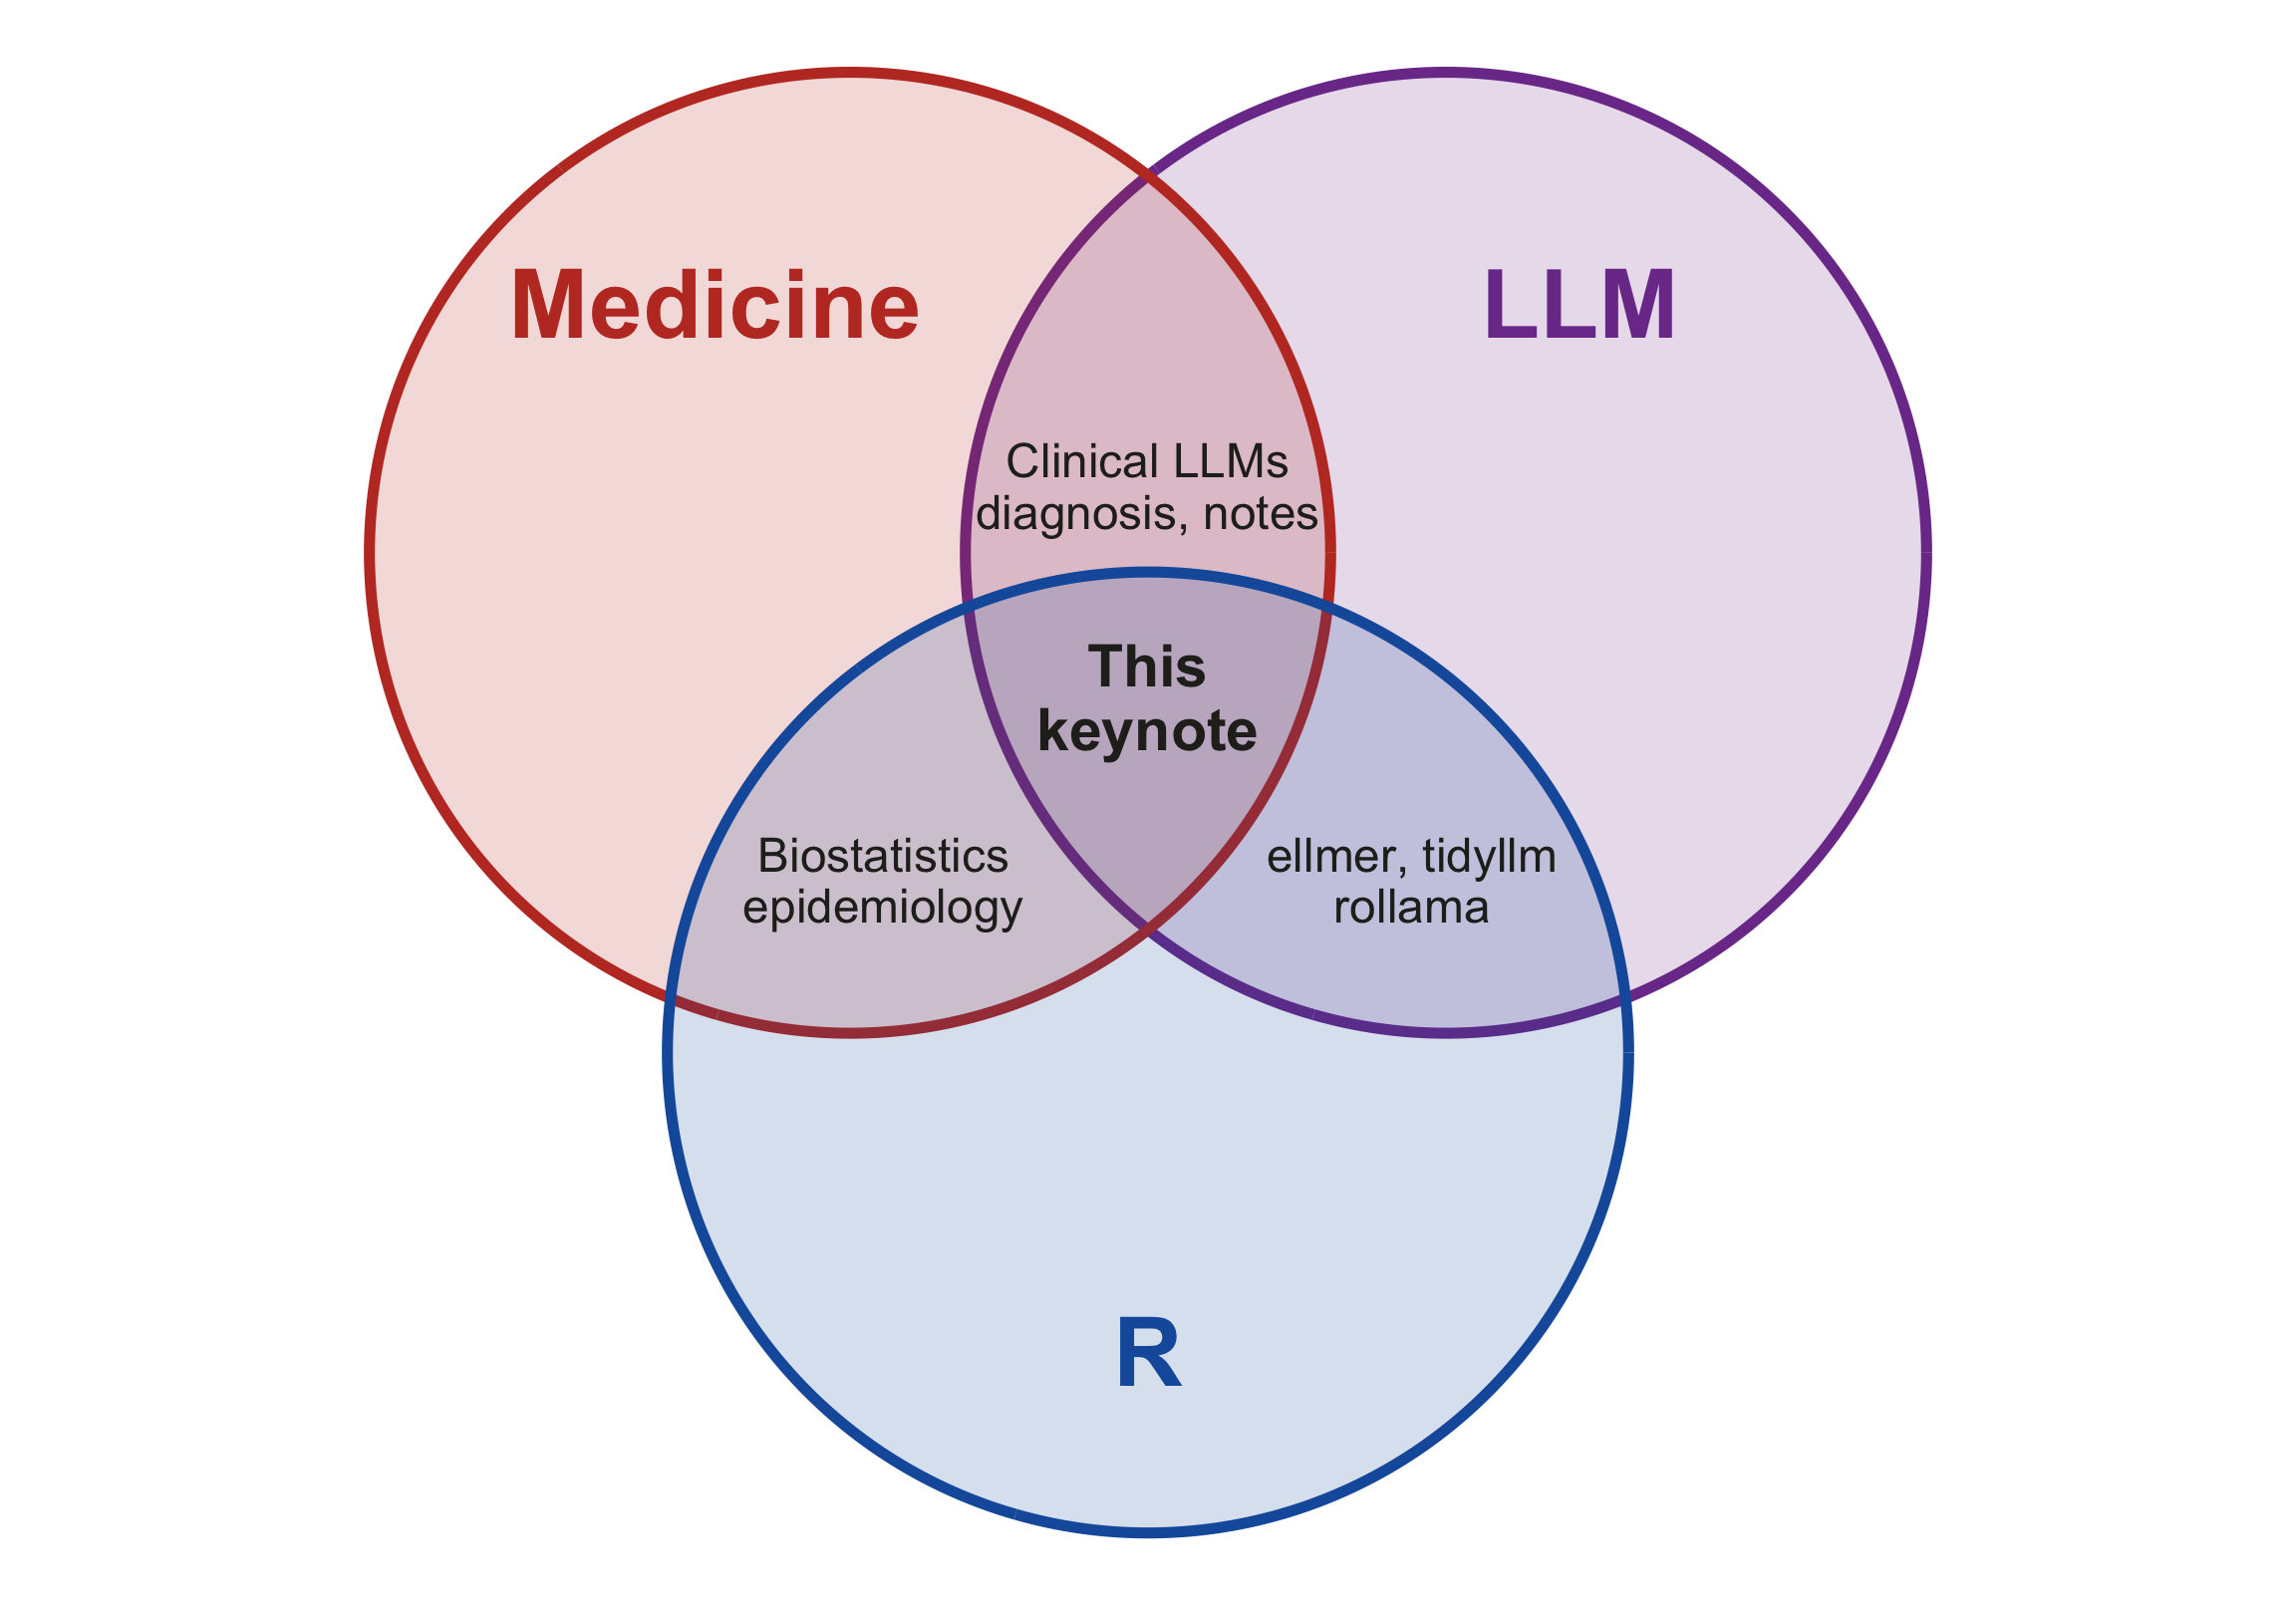 Medicine
LLM
Clinical LLMs
diagnosis, notes
This
keynote
Biostatistics
epidemiology
ellmer, tidyllm
rollama
R